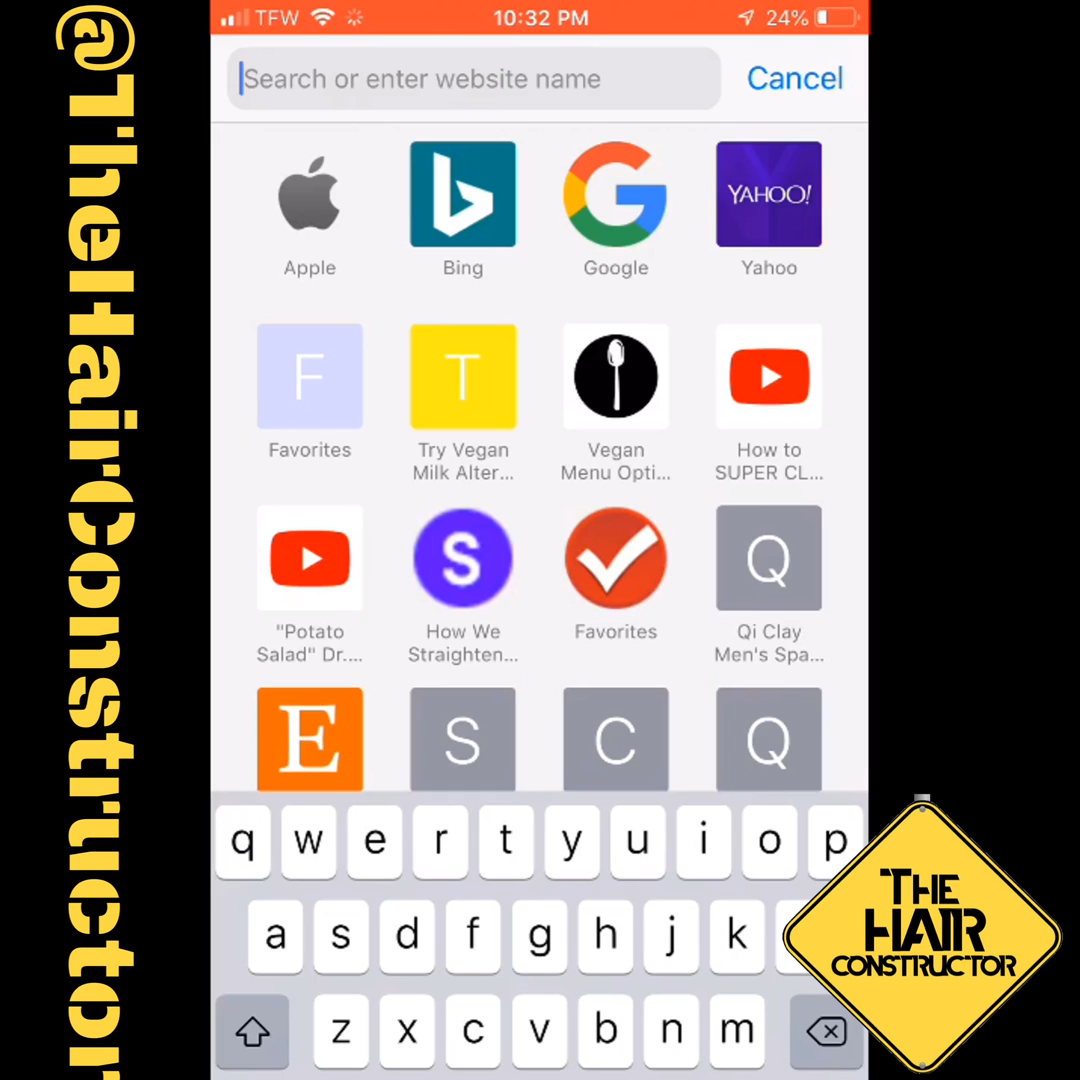 @TheHairConstructor
TFW 10:32 PM 24%
Search or enter website name Cancel
b G YAHOO!
Apple Bing Google Yahoo
F T
Favorites Try Vegan Milk Alter... Vegan Menu Opti... How to SUPER CL...
S Q
"Potato Salad" Dr.... How We Straighten... Favorites Qi Clay Men's Spa...
E S C Q
q w e r t y u i o p
a s d f g h j k
z x c v b n m
THE
HAIR
CONSTRUCTOR